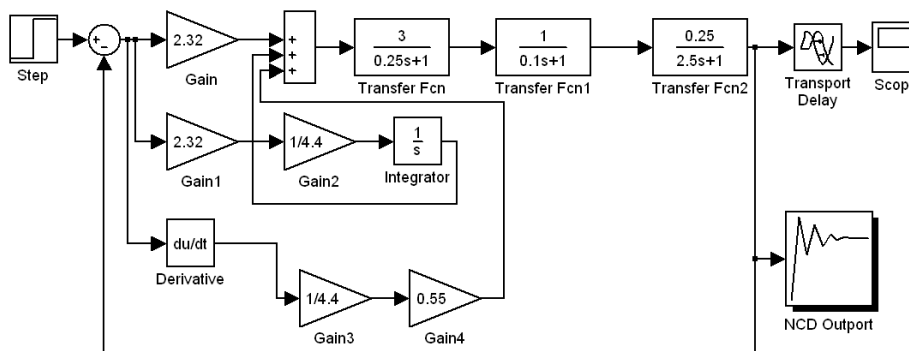 Step
2.32
Gain
+
+
+
3
0.25s+1
Transfer Fcn
1
0.1s+1
Transfer Fcn1
0.25
2.5s+1
Transfer Fcn2
Transport
Delay
Scop
2.32
Gain1
1/4.4
Gain2
1
s
Integrator
du/dt
Derivative
1/4.4
Gain3
0.55
Gain4
NCD Outport